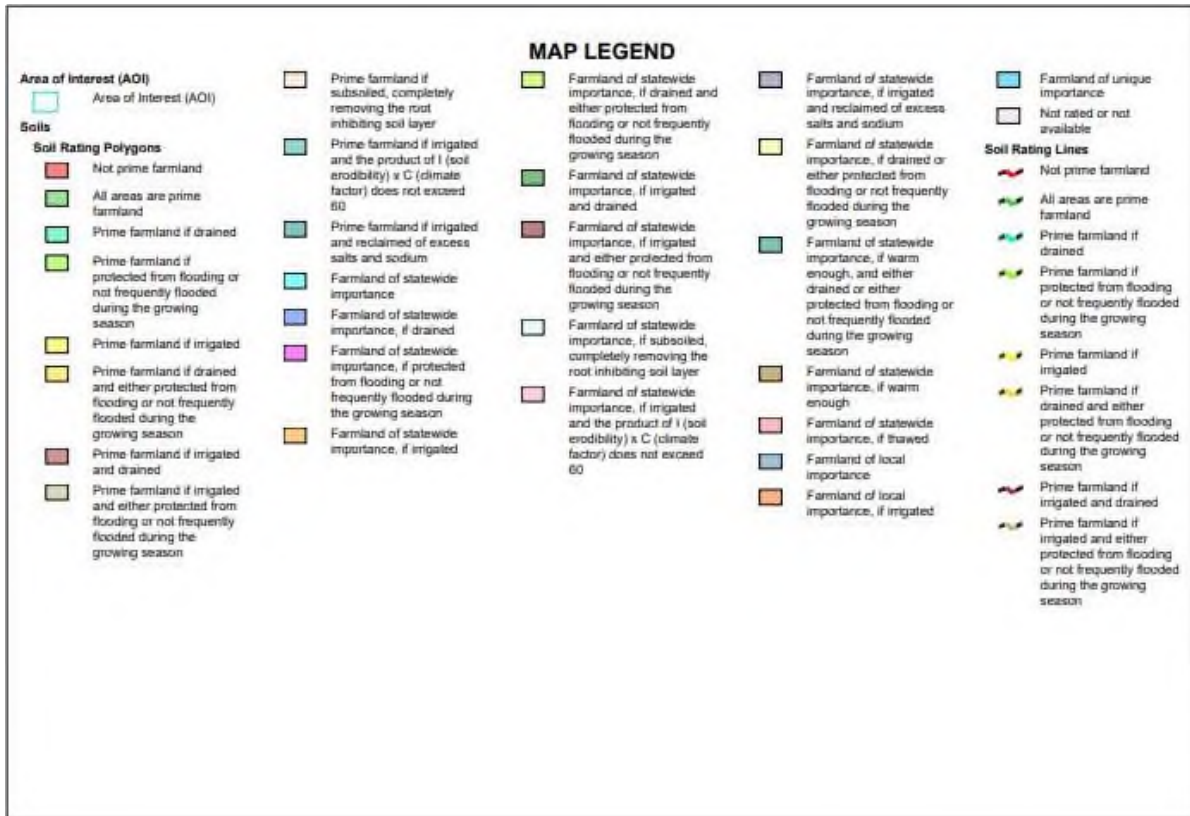 MAP LEGEND
Area of Interest (AOI)
Area of Interest (AOI)
Soils
Soil Rating Polygons
Not prime farmland
All areas are prime
farmland
Prime farmland if drained
Prime farmland if
protected from flooding or
not frequently flooded
during the growing
season
Prime farmland if irrigated
Prime farmland if drained
and either protected from
flooding or not frequently
flooded during the
growing season
Prime farmland if irrigated
and drained
Prime farmland if irrigated
and either protected from
flooding or not frequently
flooded during the
growing season
Prime farmland if
subsoiled, completely
removing the root
inhibiting soil layer
Prime farmland if irrigated
and the product of I (soil
erodibility) x C (climate
factor) does not exceed
60
Prime farmland if irrigated
and reclaimed of excess
salts and sodium
Farmland of statewide
importance
Farmland of statewide
importance, if drained
Farmland of statewide
importance, if protected
from flooding or not
frequently flooded during
the growing season
Farmland of statewide
importance, if irrigated
Farmland of statewide
importance, if drained and
either protected from
flooding or not frequently
flooded during the
growing season
Farmland of statewide
importance, if irrigated
and drained
Farmland of statewide
importance, if irrigated
and either protected from
flooding or not frequently
flooded during the
growing season
Farmland of statewide
importance, if subsoiled,
completely removing the
root inhibiting soil layer
Farmland of statewide
importance, if irrigated
and the product of I (soil
erodibility) x C (climate
factor) does not exceed
60
Farmland of statewide
importance, if irrigated
and reclaimed of excess
salts and sodium
Farmland of statewide
importance, if drained or
either protected from
flooding or not frequently
flooded during the
growing season
Farmland of statewide
importance, if warm
enough, and either
drained or either
protected from flooding or
not frequently flooded
during the growing
season
Farmland of statewide
importance, if warm
enough
Farmland of statewide
importance, if thawed
Farmland of local
importance
Farmland of local
importance, if irrigated
Farmland of unique
importance
Not rated or not
available
Soil Rating Lines
Not prime farmland
All areas are prime
farmland
Prime farmland if
drained
Prime farmland if
protected from flooding
or not frequently flooded
during the growing
season
Prime farmland if
irrigated
Prime farmland if
drained and either
protected from flooding
or not frequently flooded
during the growing
season
Prime farmland if
irrigated and drained
Prime farmland if
irrigated and either
protected from flooding
or not frequently flooded
during the growing
season